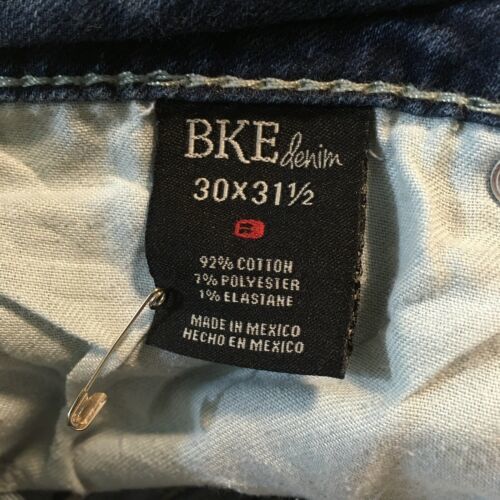 BKE denim
30X31½
B
92% COTTON
7% POLYESTER
1% ELASTANE
MADE IN MEXICO
HECHO EN MEXICO